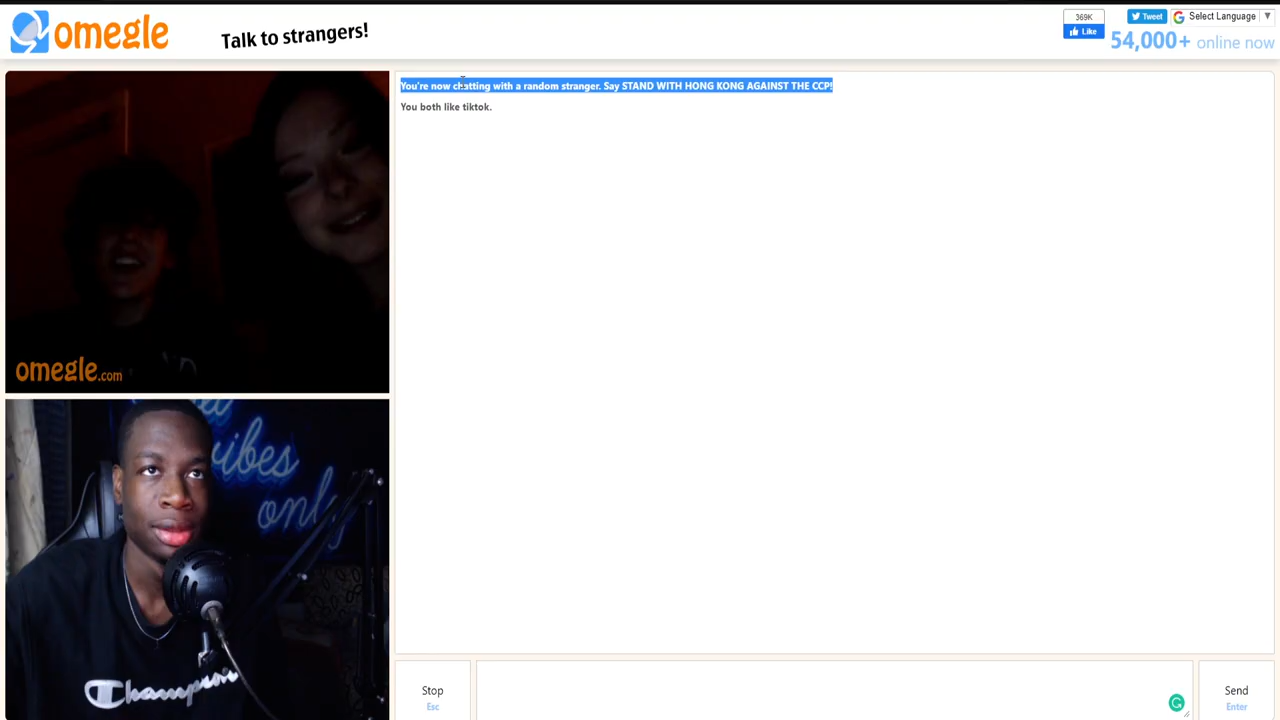 omegle
Talk to strangers!
369K
Like
Tweet
Select Language
54,000+ online now
You're now chatting with a random stranger. Say STAND WITH HONG KONG AGAINST THE CCP!
You both like tiktok.
omegle.com
vibes
only
Champion
Stop
Esc
Send
Enter